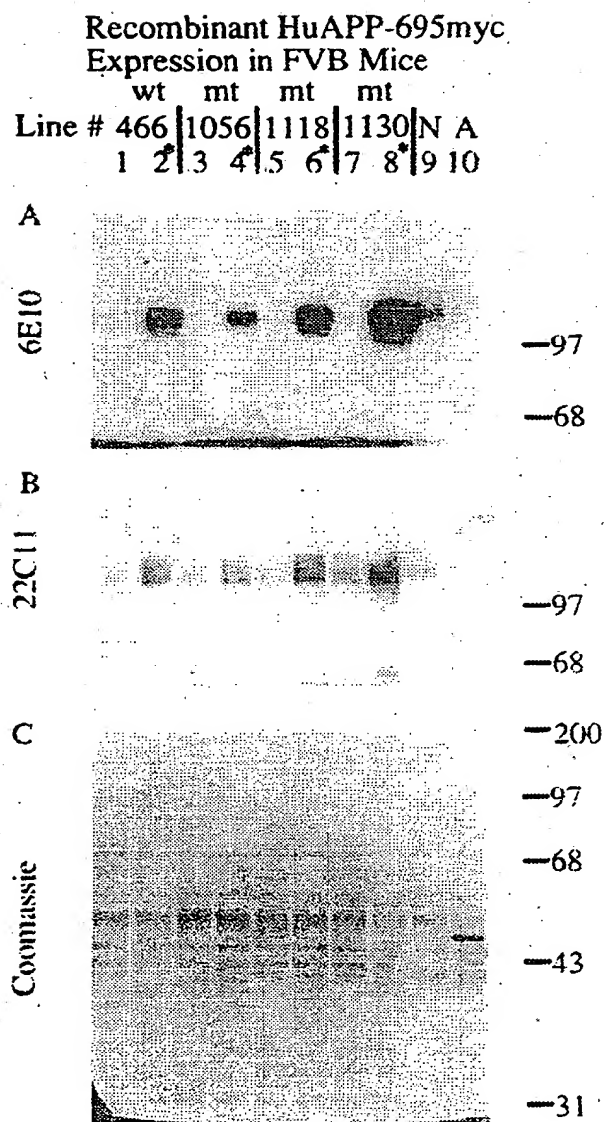 Recombinant HuAPP-695myc
Expression in FVB Mice
wt mt mt mt
Line # 466 |1056|1118|1130|N A
1 2*|3 4*|5 6*|7 8*|9 10
A
6E10
—97
—68
B
22C11
—97
—68
C
Coomassie
—200
—97
—68
—43
—31